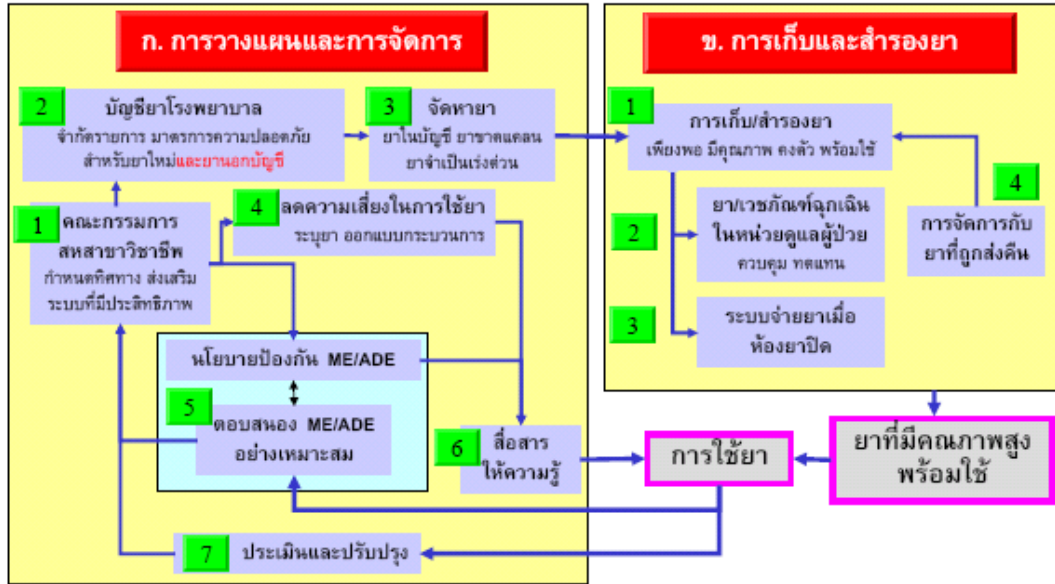 ก. การวางแผนและการจัดการ
2
บัญชียาโรงพยาบาล
จำกัดรายการ มาตรการความปลอดภัย
สำหรับยาใหม่และยานอกบัญชี
3
จัดหายา
ยาในบัญชี ยาขาดแคลน
ยาจำเป็นเร่งด่วน
1
คณะกรรมการ
สหสาขาวิชาชีพ
กำหนดทิศทาง ส่งเสริม
ระบบที่มีประสิทธิภาพ
4
ลดความเสี่ยงในการใช้ยา
ระบุยา ออกแบบกระบวนการ
นโยบายป้องกัน ME/ADE
5
ตอบสนอง ME/ADE
อย่างเหมาะสม
6
สื่อสาร
ให้ความรู้
7
ประเมินและปรับปรุง
ข. การเก็บและสำรองยา
1
การเก็บ/สำรองยา
เพียงพอ มีคุณภาพ คงตัว พร้อมใช้
2
ยา/เวชภัณฑ์ฉุกเฉิน
ในหน่วยดูแลผู้ป่วย
ควบคุม ทดแทน
3
ระบบจ่ายยาเมื่อ
ห้องยาปิด
4
การจัดการกับ
ยาที่ถูกส่งคืน
การใช้ยา
ยาที่มีคุณภาพสูง
พร้อมใช้